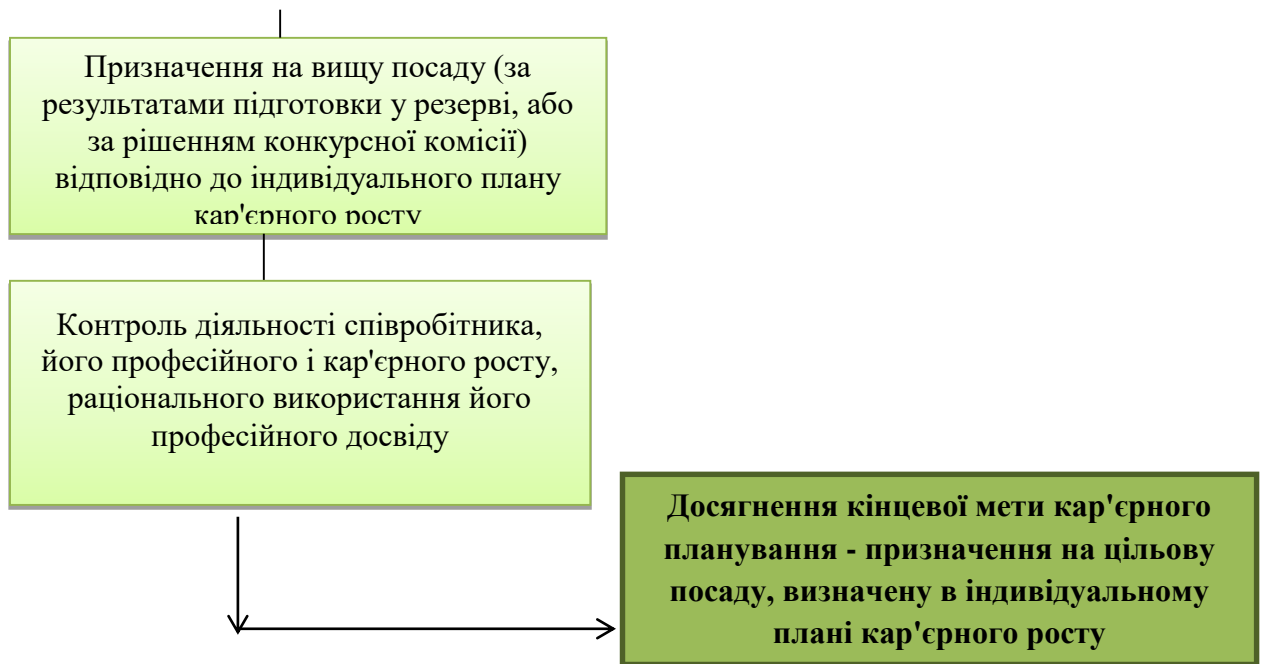 Призначення на вищу посаду (за
результатами підготовки у резерві, або
за рішенням конкурсної комісії)
відповідно до індивідуального плану
кар'єрного росту
Контроль діяльності співробітника,
його професійного і кар'єрного росту,
раціонального використання його
професійного досвіду
Досягнення кінцевої мети кар'єрного
планування - призначення на цільову
посаду, визначену в індивідуальному
плані кар'єрного росту